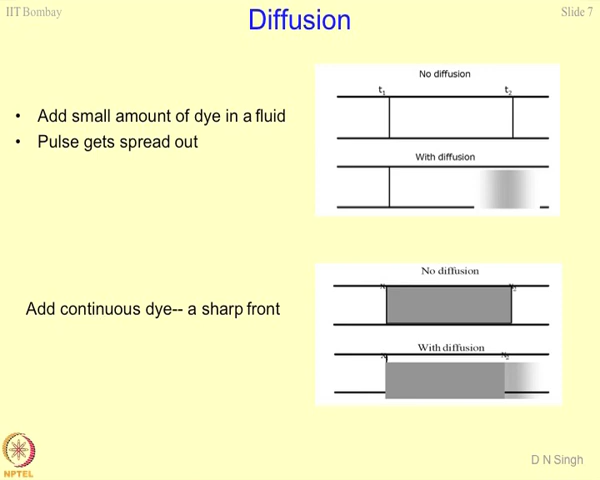 IIT Bombay
Diffusion
Slide 7
• Add small amount of dye in a fluid
• Pulse gets spread out
No diffusion
t1 t2
With diffusion
Add continuous dye-- a sharp front
No diffusion
With diffusion
D N Singh
NPTEL